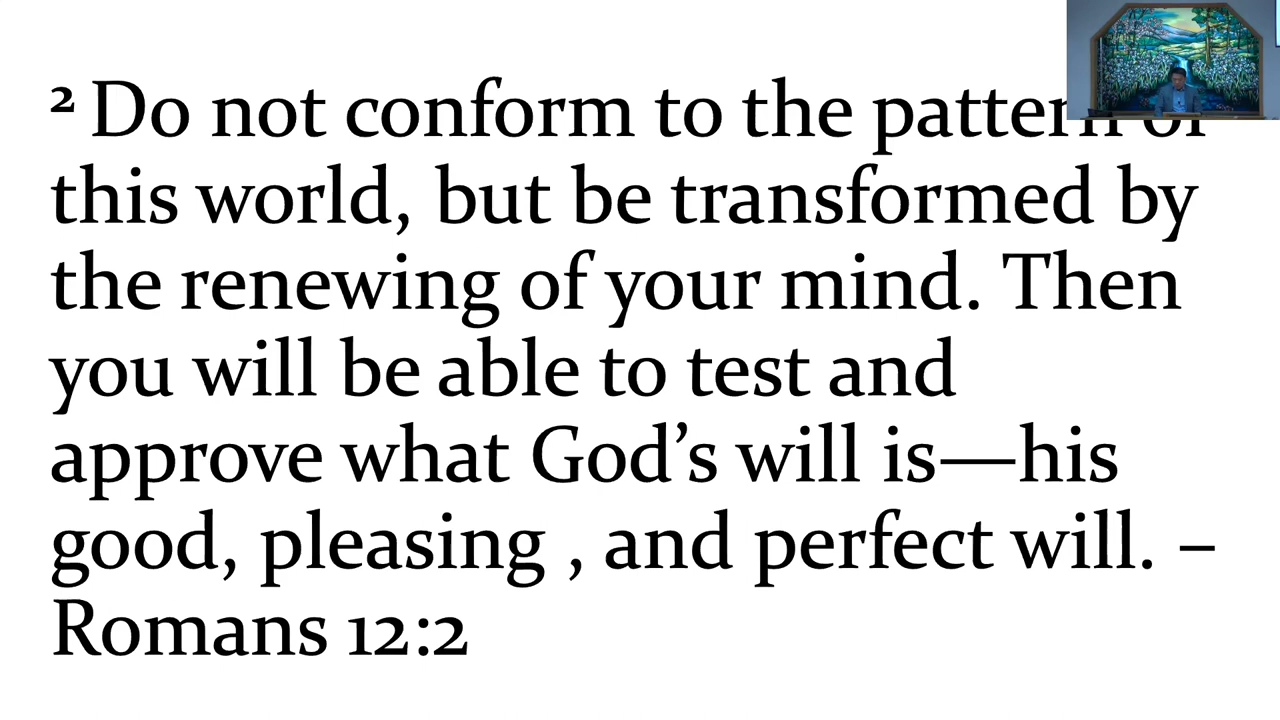 ² Do not conform to the pattern of
this world, but be transformed by
the renewing of your mind. Then
you will be able to test and
approve what God’s will is—his
good, pleasing , and perfect will. –
Romans 12:2